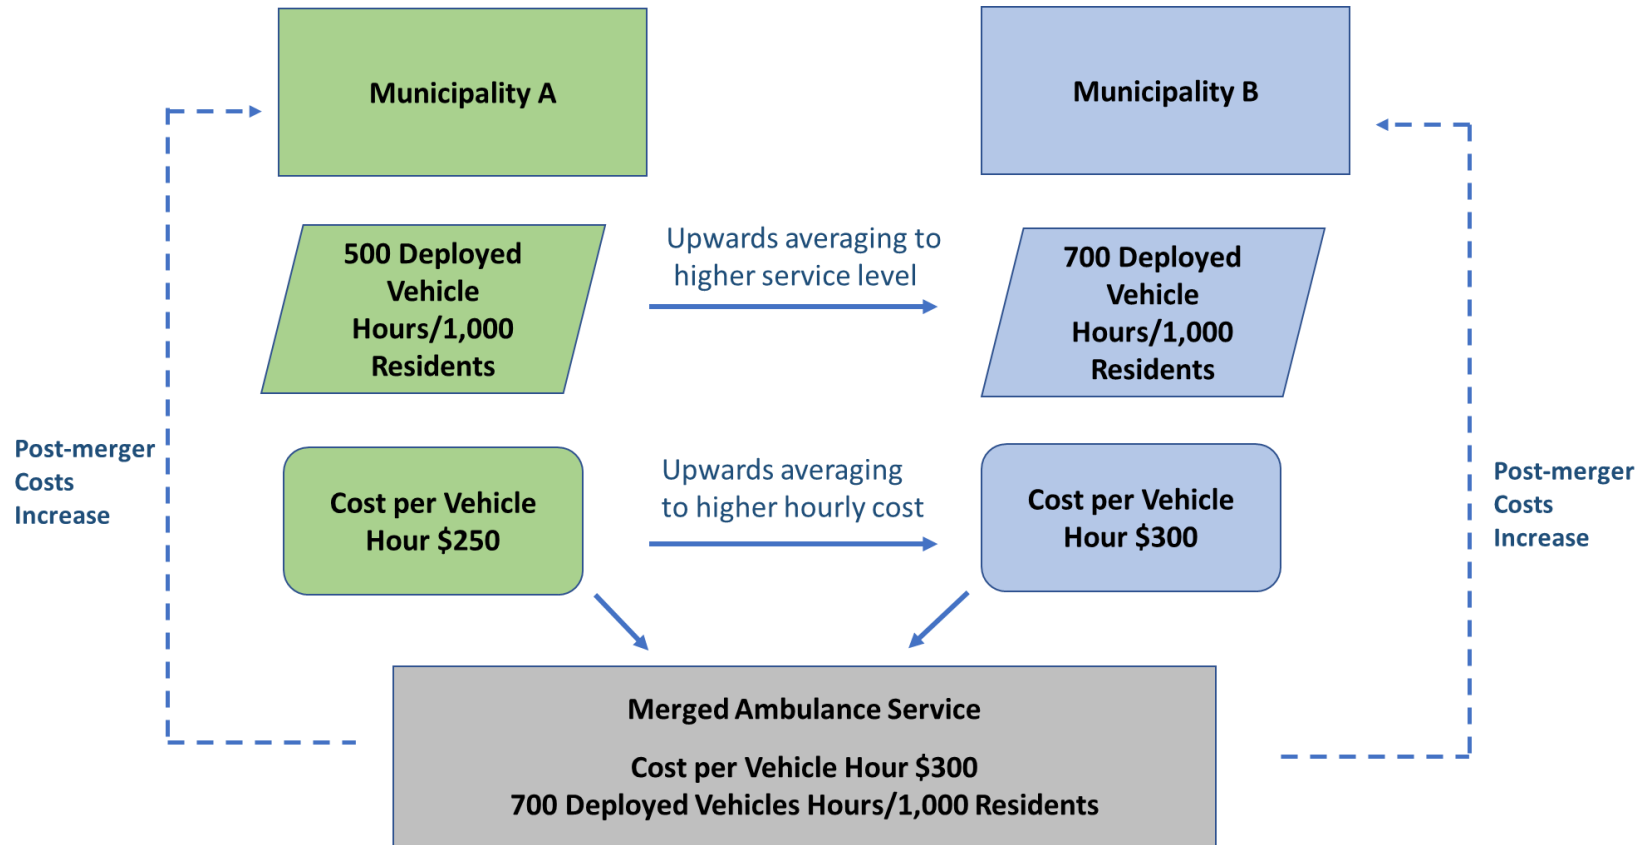 Municipality A
Municipality B
500 Deployed
Vehicle
Hours/1,000
Residents
Upwards averaging to
higher service level
700 Deployed
Vehicle
Hours/1,000
Residents
Post-merger
Costs
Increase
Cost per Vehicle
Hour $250
Upwards averaging
to higher hourly cost
Cost per Vehicle
Hour $300
Post-merger
Costs
Increase
Merged Ambulance Service
Cost per Vehicle Hour $300
700 Deployed Vehicles Hours/1,000 Residents